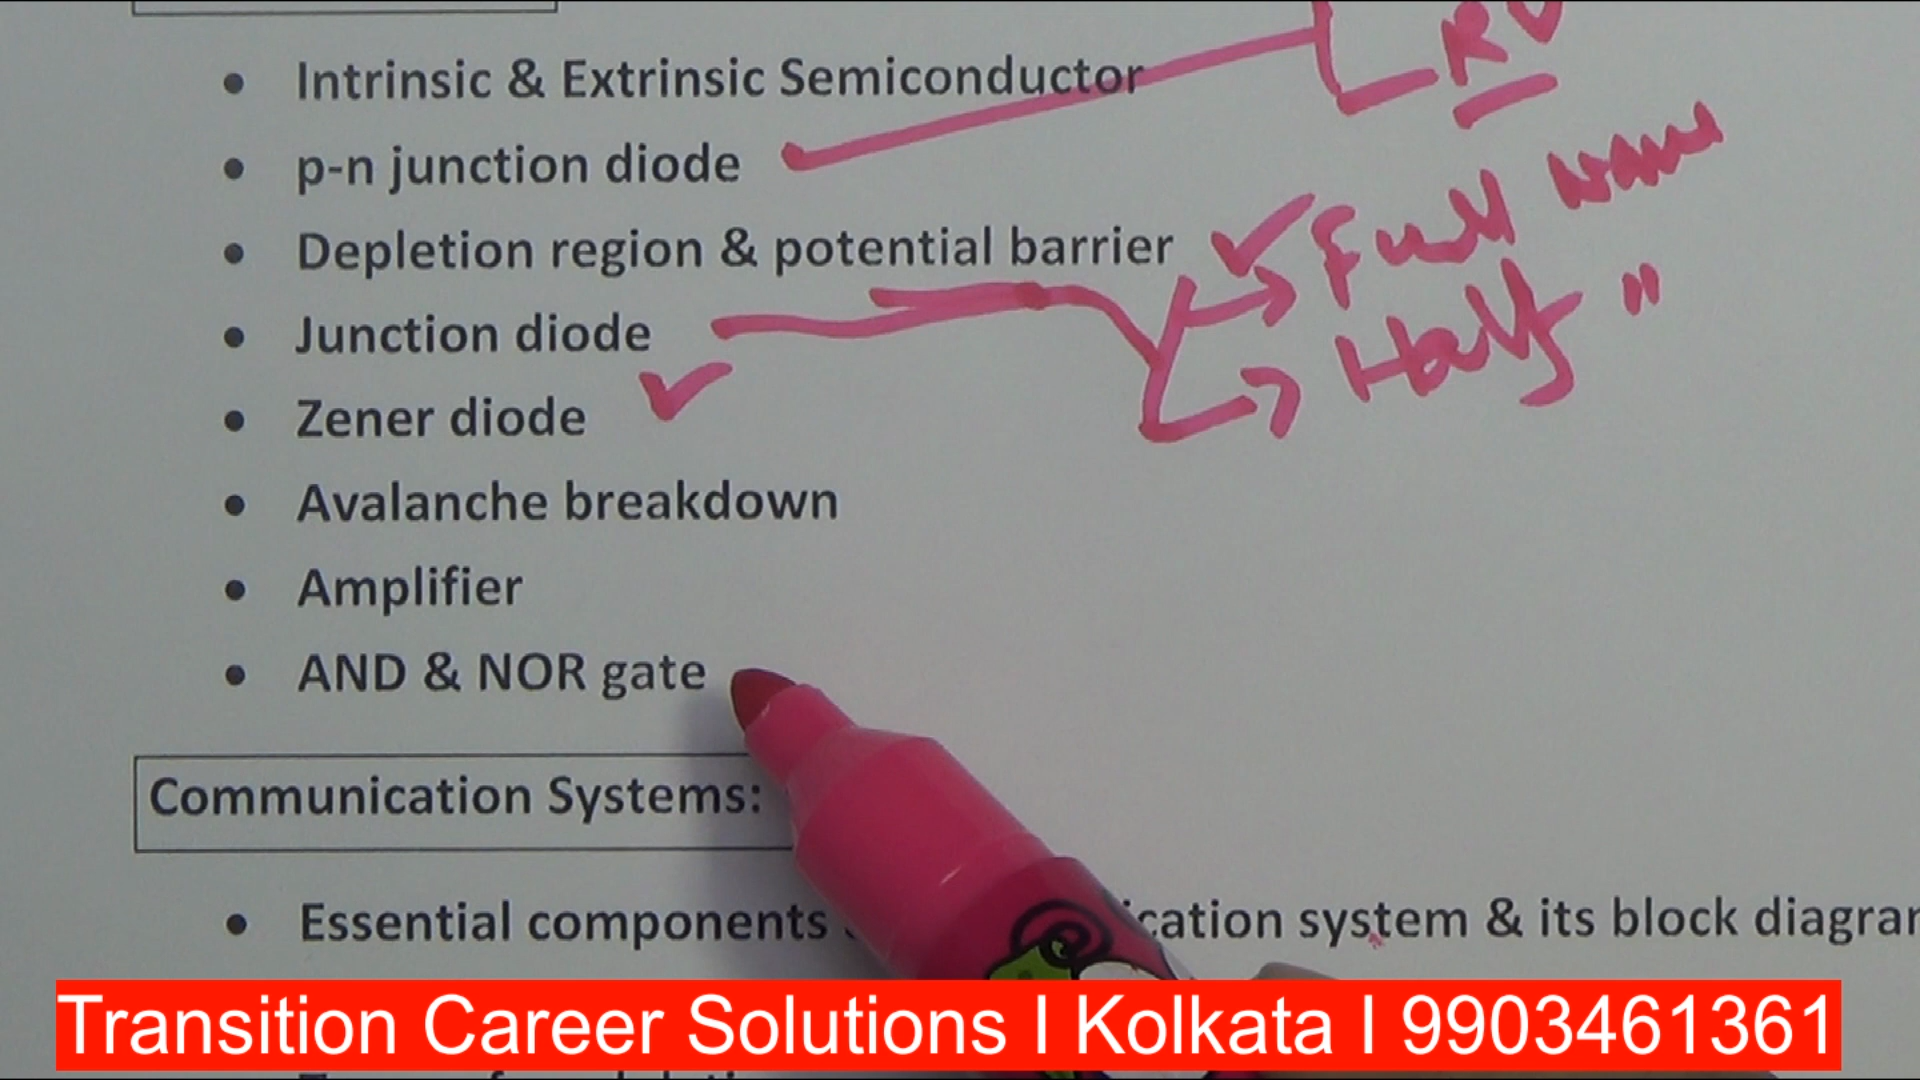 • Intrinsic & Extrinsic Semiconductor
• p-n junction diode
• Depletion region & potential barrier
Full wave
• Junction diode
Half "
• Zener diode
• Avalanche breakdown
• Amplifier
• AND & NOR gate
Communication Systems:
• Essential components ication system & its block diagram
Transition Career Solutions I Kolkata I 9903461361